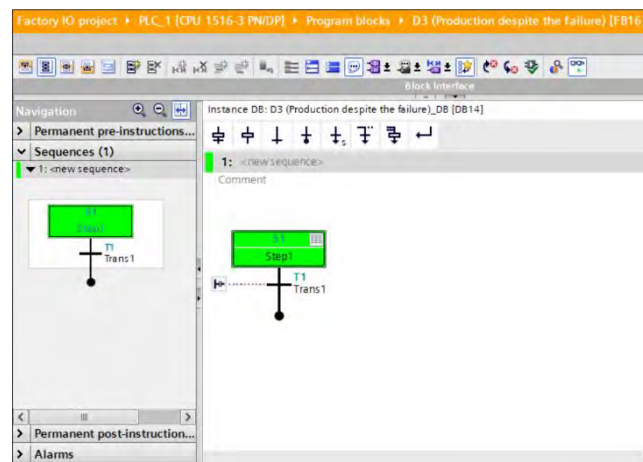 Factory IO project ▸ PLC_1 [CPU 1516-3 PN/DP] ▸ Program blocks ▸ D3 (Production despite the failure) [FB16
Block Interface
Navigation
Instance DB: D3 (Production despite the failure)_DB [DB14]
Permanent pre-instructions...
Sequences (1)
1: <new sequence>
1: <new sequence>
Comment
S1
Step1
T1
Trans1
S1
Step1
T1
Trans1
Permanent post-instruction...
Alarms